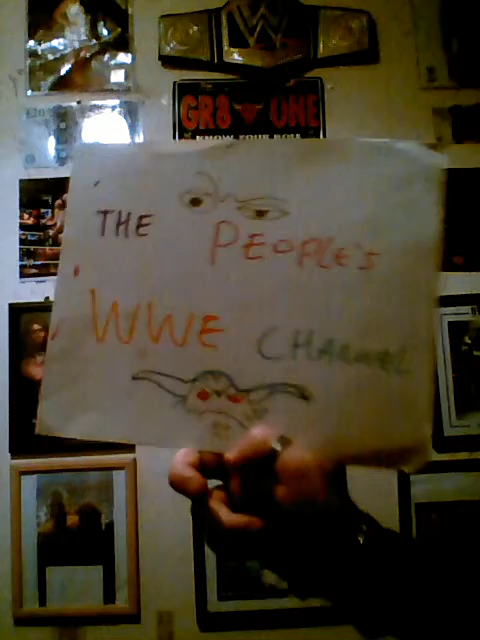 W
GR8 ONE
KNOW YOUR ROLE
THE PEOPLE'S
WWE CHANNEL